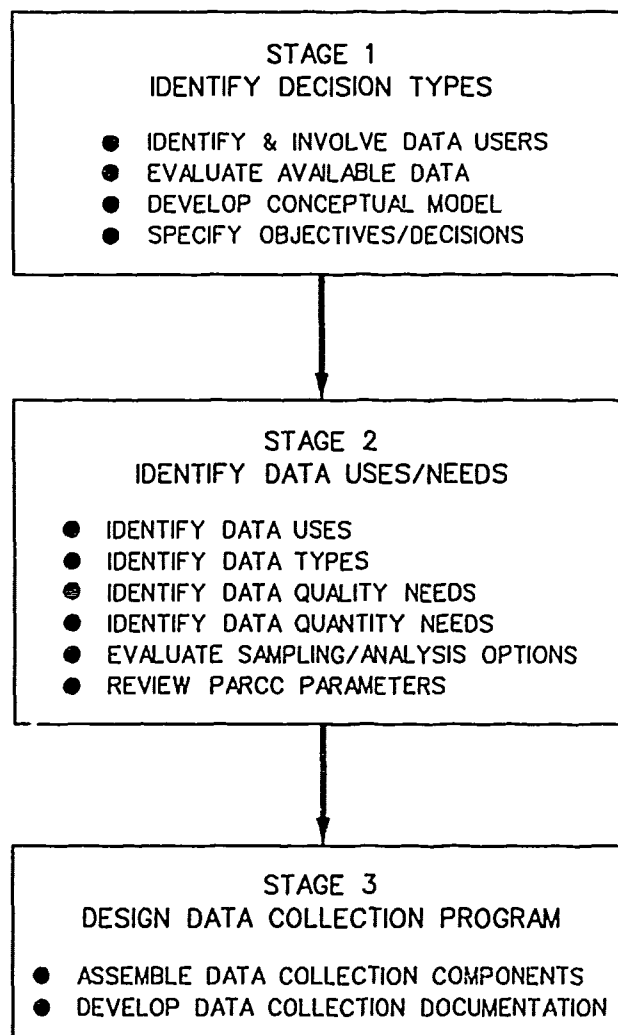 STAGE 1
IDENTIFY DECISION TYPES
● IDENTIFY & INVOLVE DATA USERS
● EVALUATE AVAILABLE DATA
● DEVELOP CONCEPTUAL MODEL
● SPECIFY OBJECTIVES/DECISIONS
STAGE 2
IDENTIFY DATA USES/NEEDS
● IDENTIFY DATA USES
● IDENTIFY DATA TYPES
● IDENTIFY DATA QUALITY NEEDS
● IDENTIFY DATA QUANTITY NEEDS
● EVALUATE SAMPLING/ANALYSIS OPTIONS
● REVIEW PARCC PARAMETERS
STAGE 3
DESIGN DATA COLLECTION PROGRAM
● ASSEMBLE DATA COLLECTION COMPONENTS
● DEVELOP DATA COLLECTION DOCUMENTATION